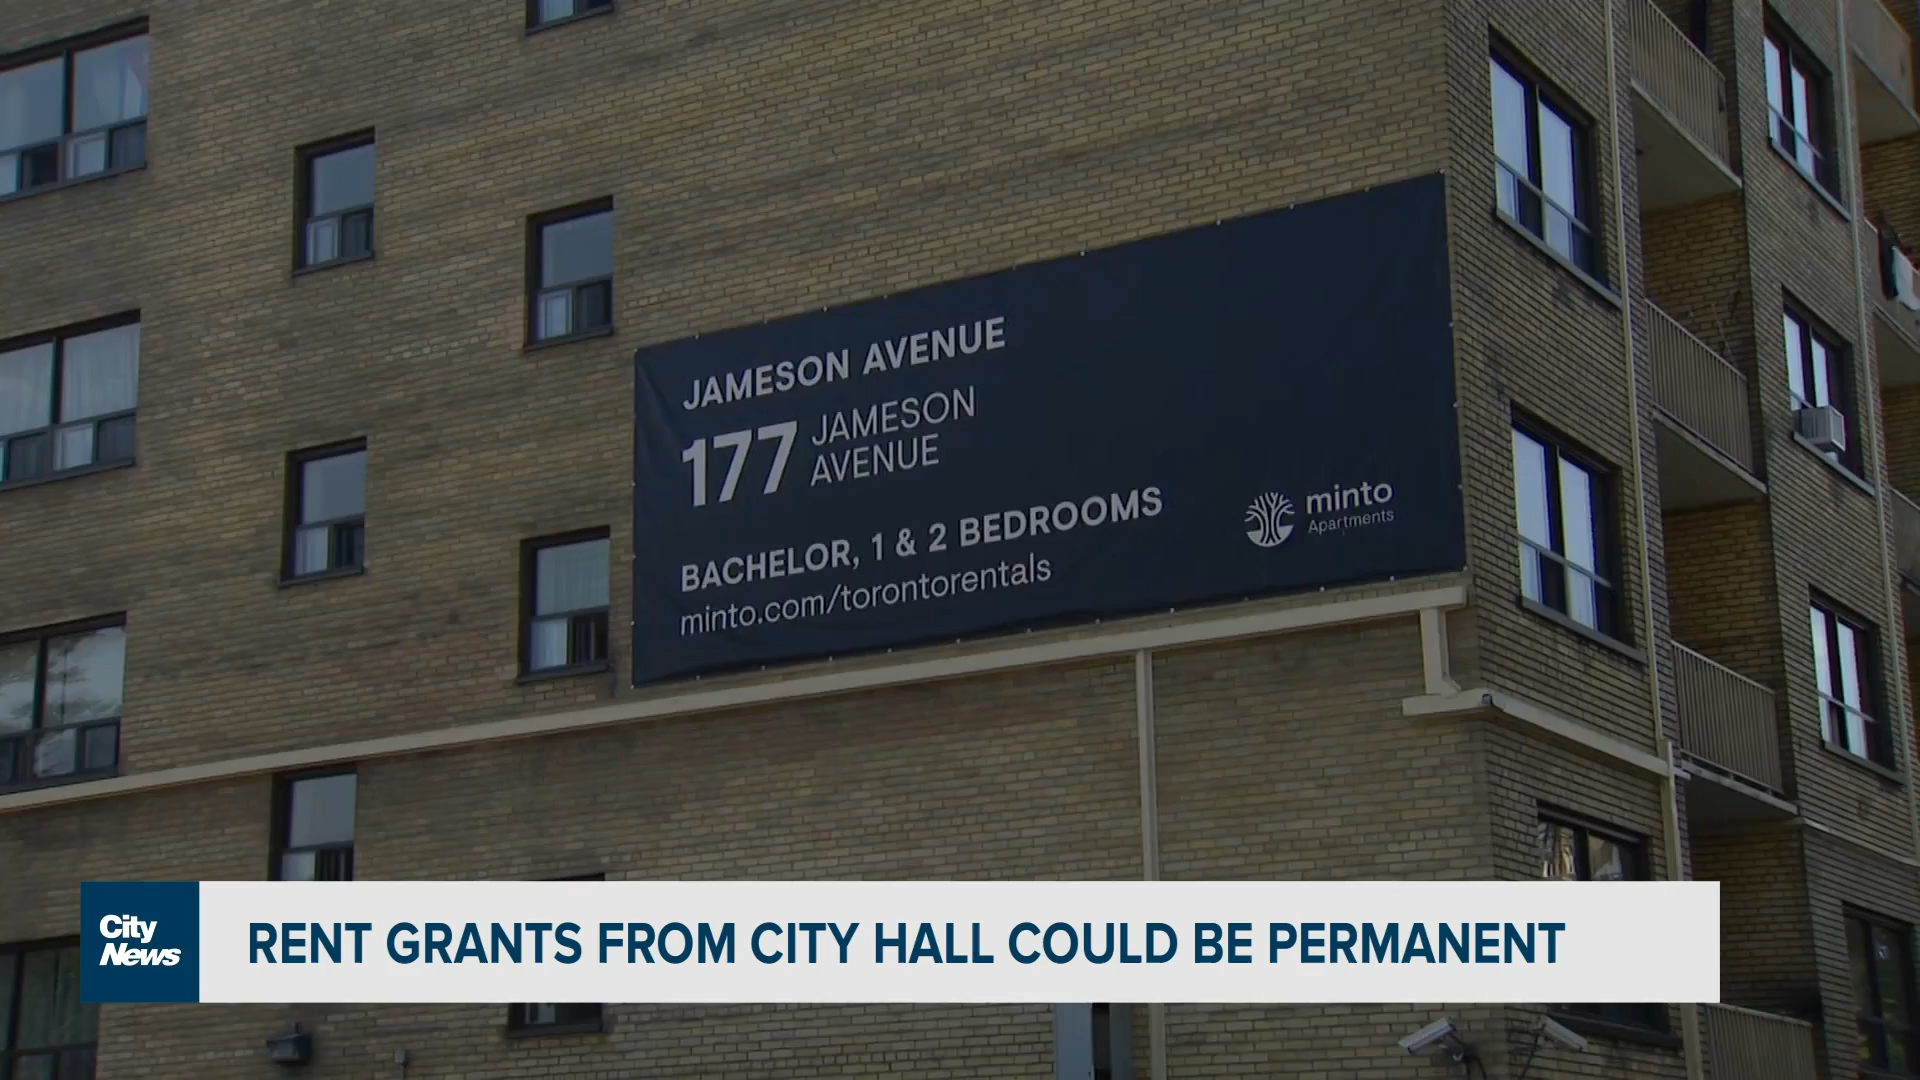 JAMESON AVENUE
177 JAMESON
AVENUE
BACHELOR, 1 & 2 BEDROOMS
minto.com/torontorentals
minto
Apartments
City
News
RENT GRANTS FROM CITY HALL COULD BE PERMANENT